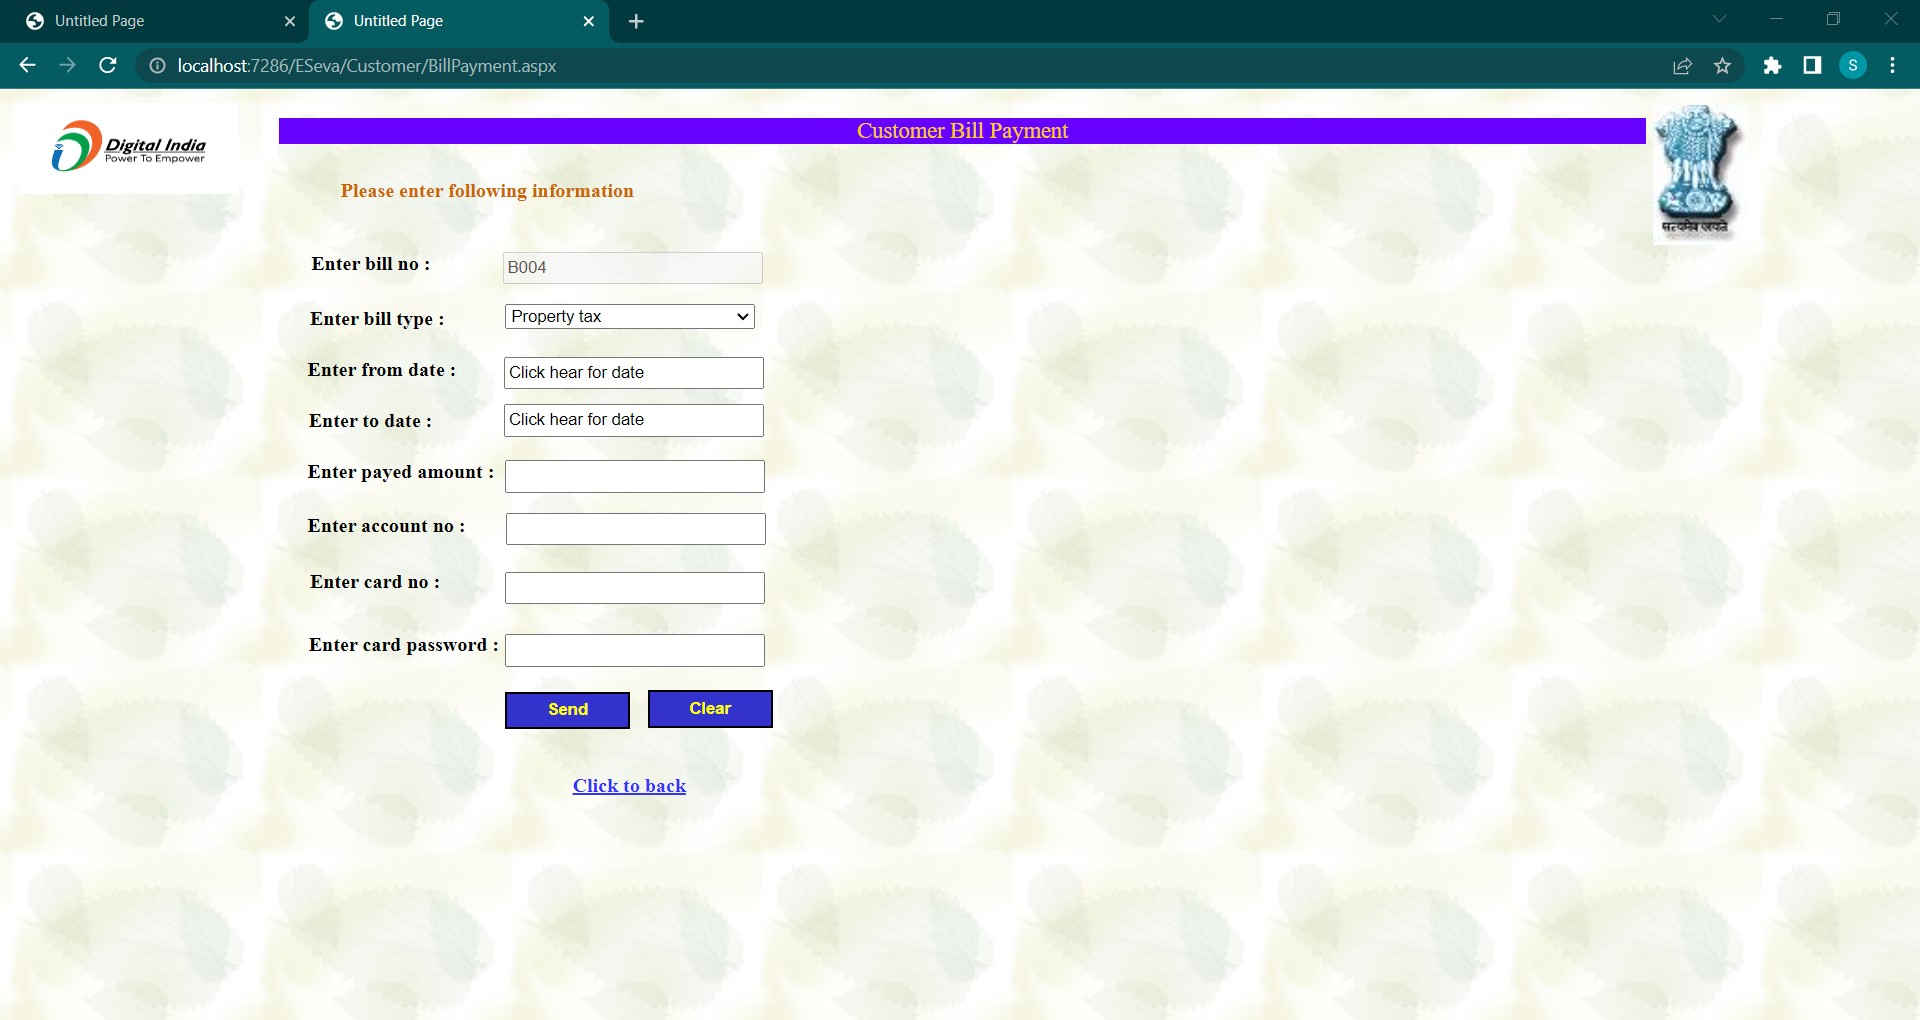 Untitled Page
Untitled Page
localhost:7286/ESeva/Customer/BillPayment.aspx
S
Digital India
Power To Empower
Customer Bill Payment
सत्यमेव जयते
Please enter following information
Enter bill no :
B004
Enter bill type :
Property tax
Enter from date :
Click hear for date
Enter to date :
Click hear for date
Enter payed amount :
Enter account no :
Enter card no :
Enter card password :
Send
Clear
Click to back